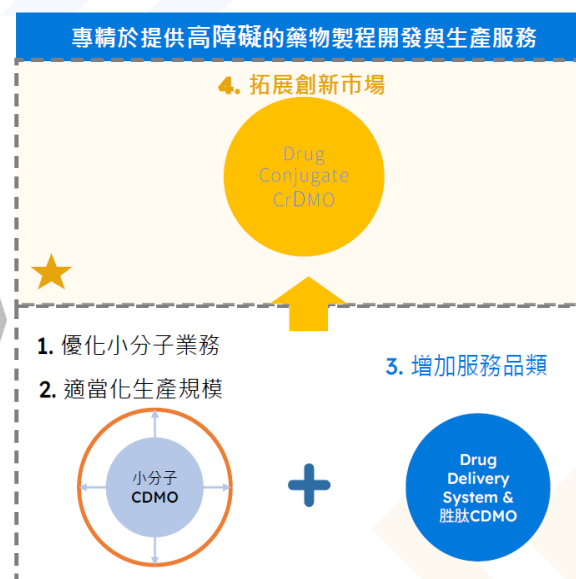 專精於提供高障礙的藥物製程開發與生產服務
4. 拓展創新市場
Drug
Conjugate
CrDMO
1. 優化小分子業務
2. 適當化生產規模
3. 增加服務品類
小分子
CDMO
Drug
Delivery
System &
胜肽CDMO